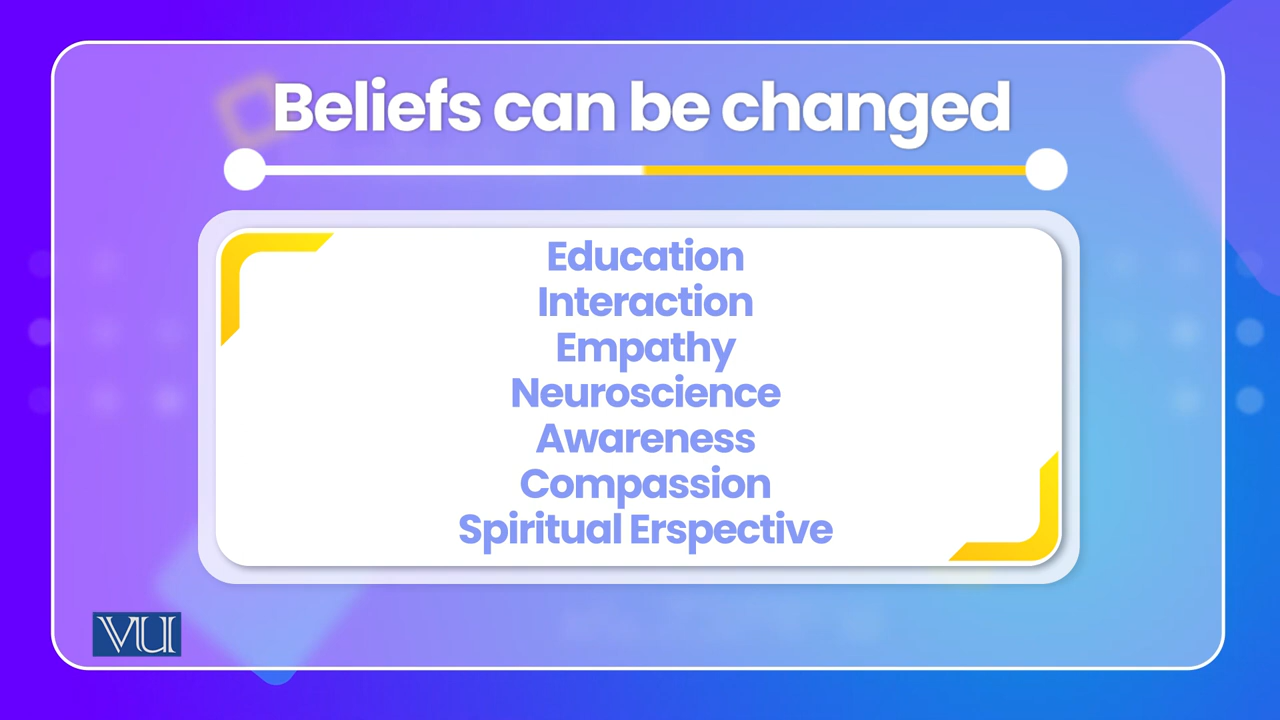 Beliefs can be changed
Education
Interaction
Empathy
Neuroscience
Awareness
Compassion
Spiritual Erspective
VU